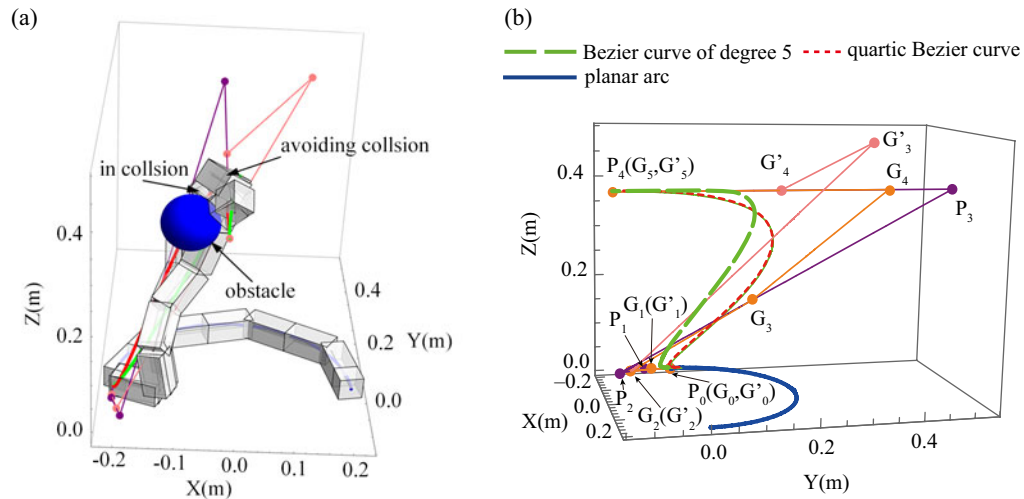 (a)
avoiding collsion
in collsion
obstacle
0.4
0.2
0.0
Z(m)
-0.2
-0.1
0.0
0.1
0.2
X(m)
0.4
0.2
0.0
Y(m)
(b)
Bezier curve of degree 5
quartic Bezier curve
planar arc
G'3
P4(G5,G'5)
G'4
G4
P3
G3
G1(G'1)
P1
P2
G2(G'2)
P0(G0,G'0)
0.4
0.2
0.0
Z(m)
−0.2
0.0
0.2
X(m)
0.0
0.2
0.4
Y(m)